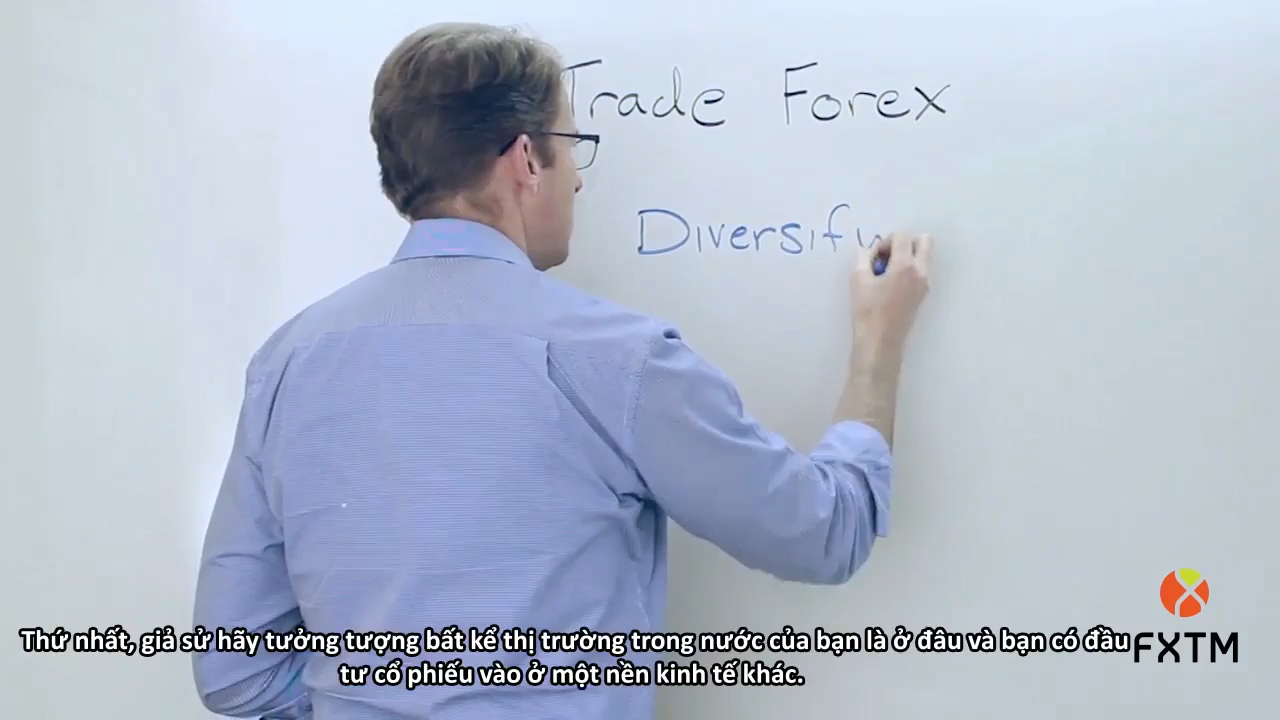 Trade Forex
Diversify
FXTM
Thứ nhất, giả sử hãy tưởng tượng bất kể thị trường trong nước của bạn là ở đâu và bạn có đầu
tư cổ phiếu vào ở một nền kinh tế khác.